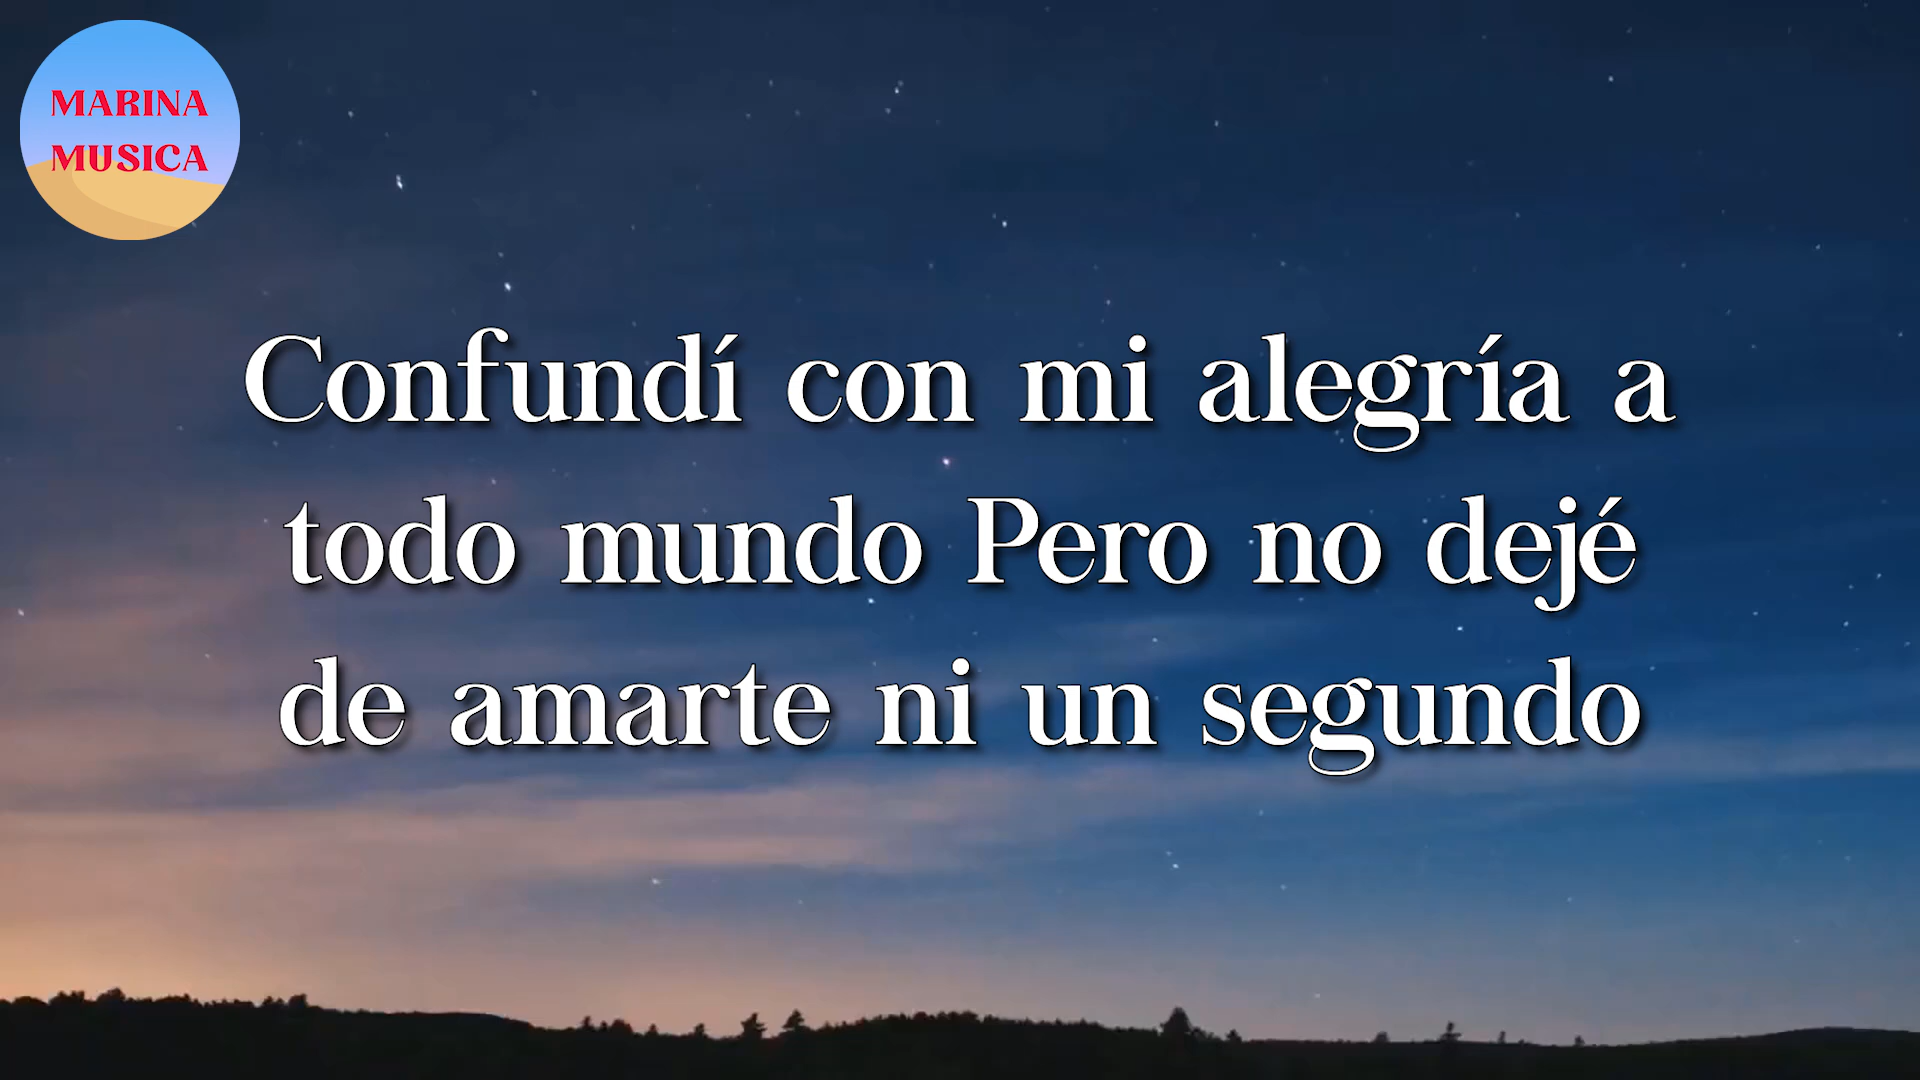 MARINA
MUSICA
Confundí con mi alegría a
todo mundo Pero no dejé
de amarte ni un segundo